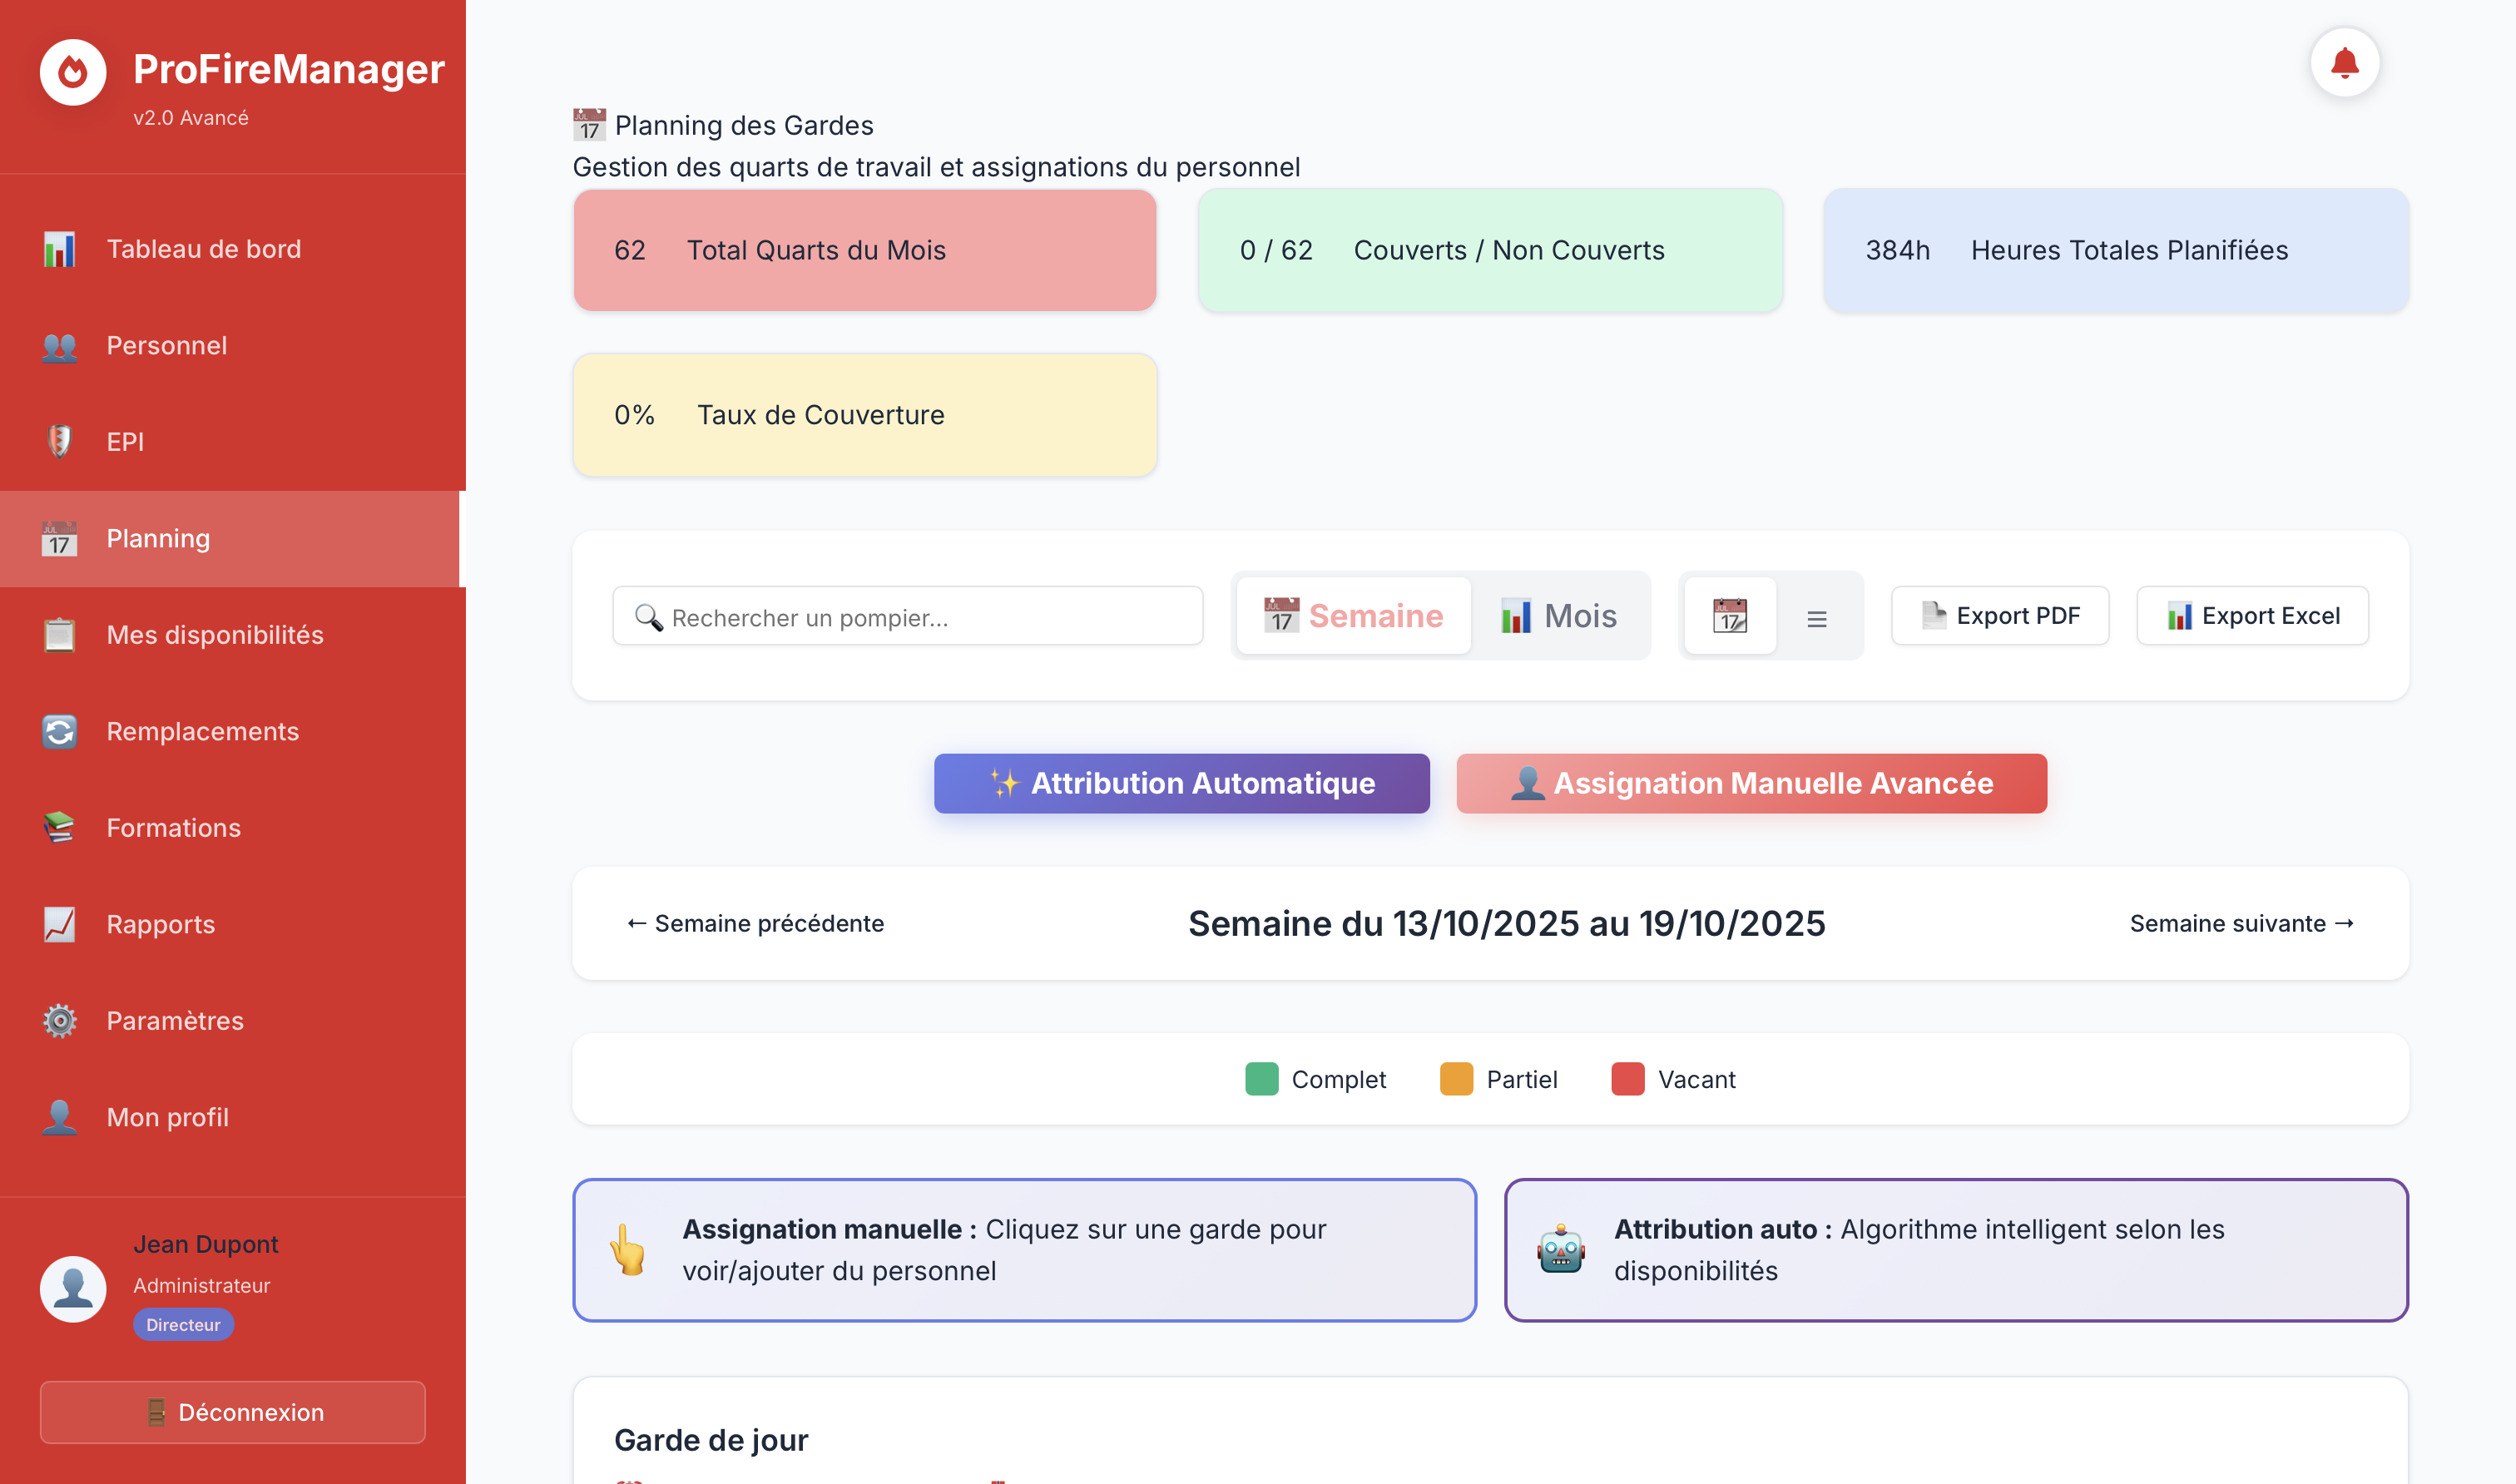 ProFireManager
v2.0 Avancé
Tableau de bord
Personnel
EPI
Planning
Mes disponibilités
Remplacements
Formations
Rapports
Paramètres
Mon profil
Jean Dupont
Administrateur
Directeur
Déconnexion
Planning des Gardes
Gestion des quarts de travail et assignations du personnel
62 Total Quarts du Mois
0 / 62 Couverts / Non Couverts
384h Heures Totales Planifiées
0% Taux de Couverture
Rechercher un pompier...
Semaine
Mois
Export PDF
Export Excel
Attribution Automatique
Assignation Manuelle Avancée
← Semaine précédente
Semaine du 13/10/2025 au 19/10/2025
Semaine suivante →
Complet
Partiel
Vacant
Assignation manuelle : Cliquez sur une garde pour
voir/ajouter du personnel
Attribution auto : Algorithme intelligent selon les
disponibilités
Garde de jour